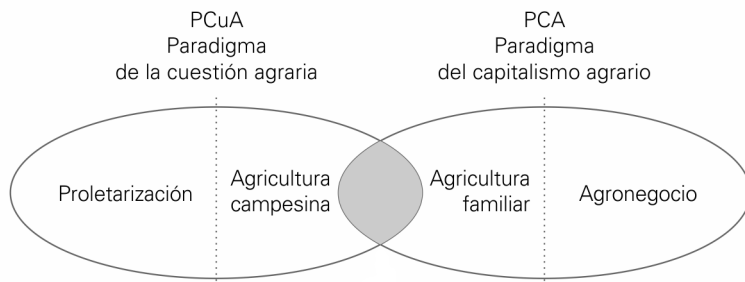 PCuA
Paradigma
de la cuestión agraria
PCA
Paradigma
del capitalismo agrario
Proletarización
Agricultura
campesina
Agricultura
familiar
Agronegocio